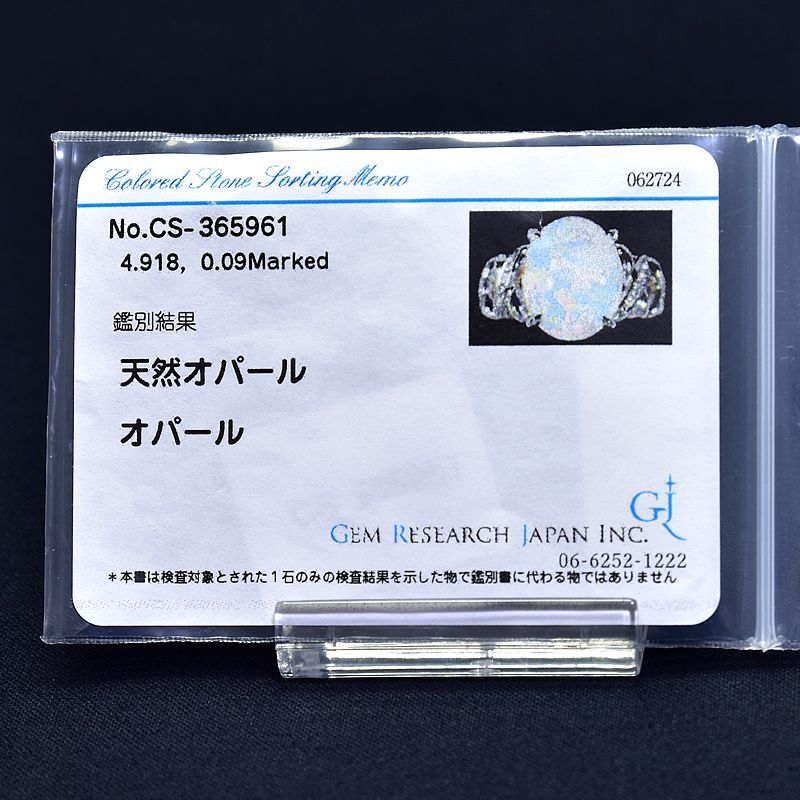 Colored Stone Sorting Memo
062724
No.CS-365961
4.918, 0.09Marked
鑑別結果
天然オパール
オパール
GJ
GEM RESEARCH JAPAN INC.
06-6252-1222
*本書は検査対象とされた1石のみの検査結果を示した物で鑑別書に代わる物ではありません